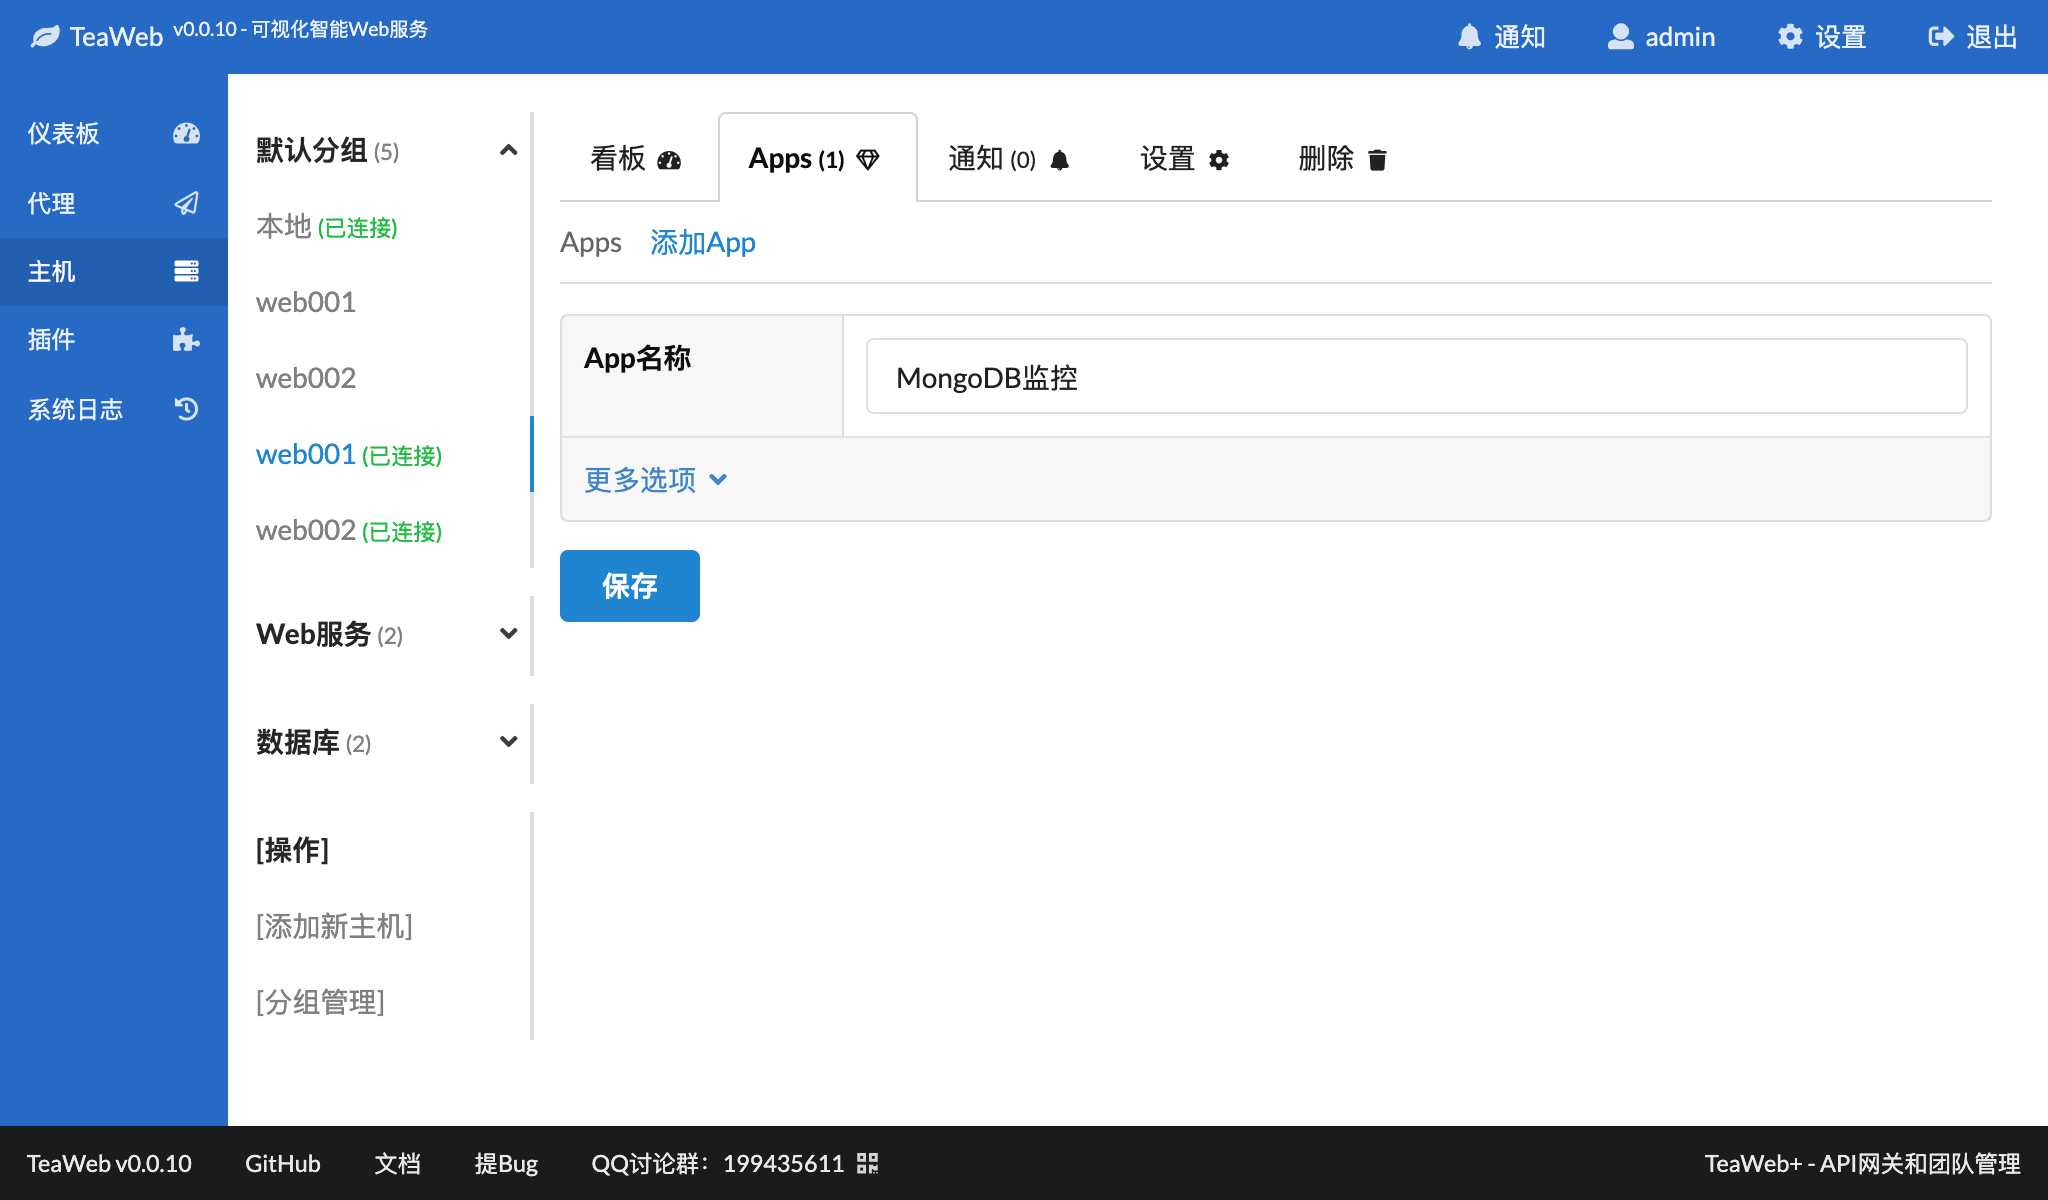 TeaWeb v0.0.10 - 可视化智能Web服务
通知
admin
设置
退出
仪表板
代理
主机
插件
系统日志
默认分组 (5)
本地 (已连接)
web001
web002
web001 (已连接)
web002 (已连接)
Web服务 (2)
数据库 (2)
[操作]
[添加新主机]
[分组管理]
看板
Apps (1)
通知 (0)
设置
删除
Apps 添加App
App名称
MongoDB监控
更多选项
保存
TeaWeb v0.0.10
GitHub
文档
提Bug
QQ讨论群：199435611
TeaWeb+ - API网关和团队管理